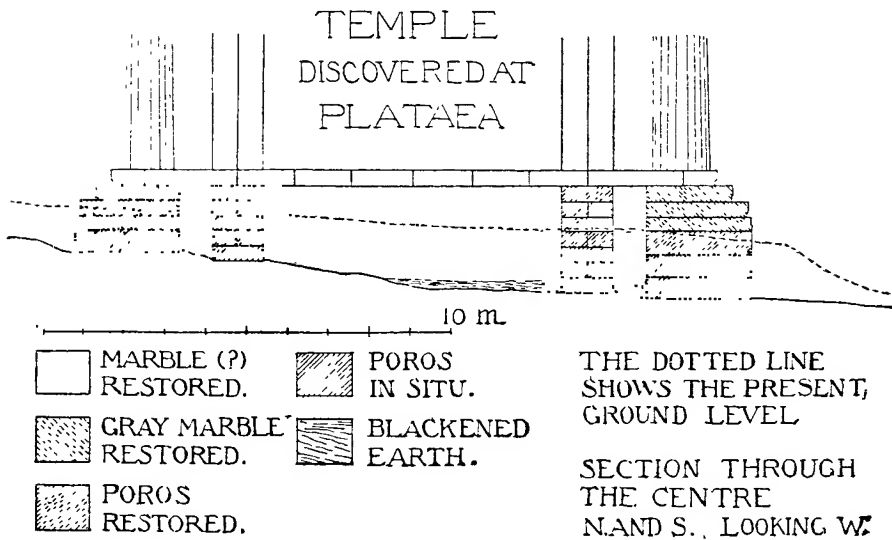 TEMPLE
DISCOVERED AT
PLATAEA
10 m.
MARBLE (?)
RESTORED.
GRAY MARBLE
RESTORED.
POROS
RESTORED.
POROS
IN SITU.
BLACKENED
EARTH.
THE DOTTED LINE
SHOWS THE PRESENT,
GROUND LEVEL
SECTION THROUGH
THE CENTRE
N. AND S., LOOKING W.